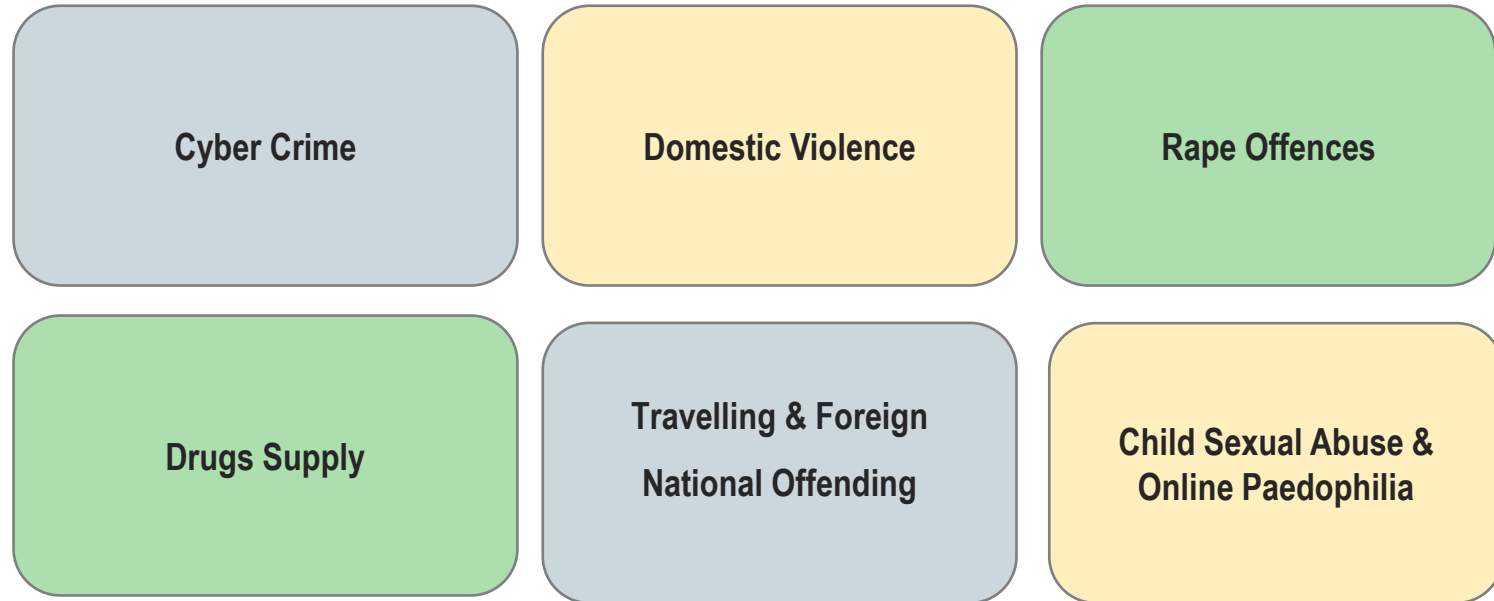 Cyber Crime
Domestic Violence
Rape Offences
Drugs Supply
Travelling & Foreign
National Offending
Child Sexual Abuse &
Online Paedophilia